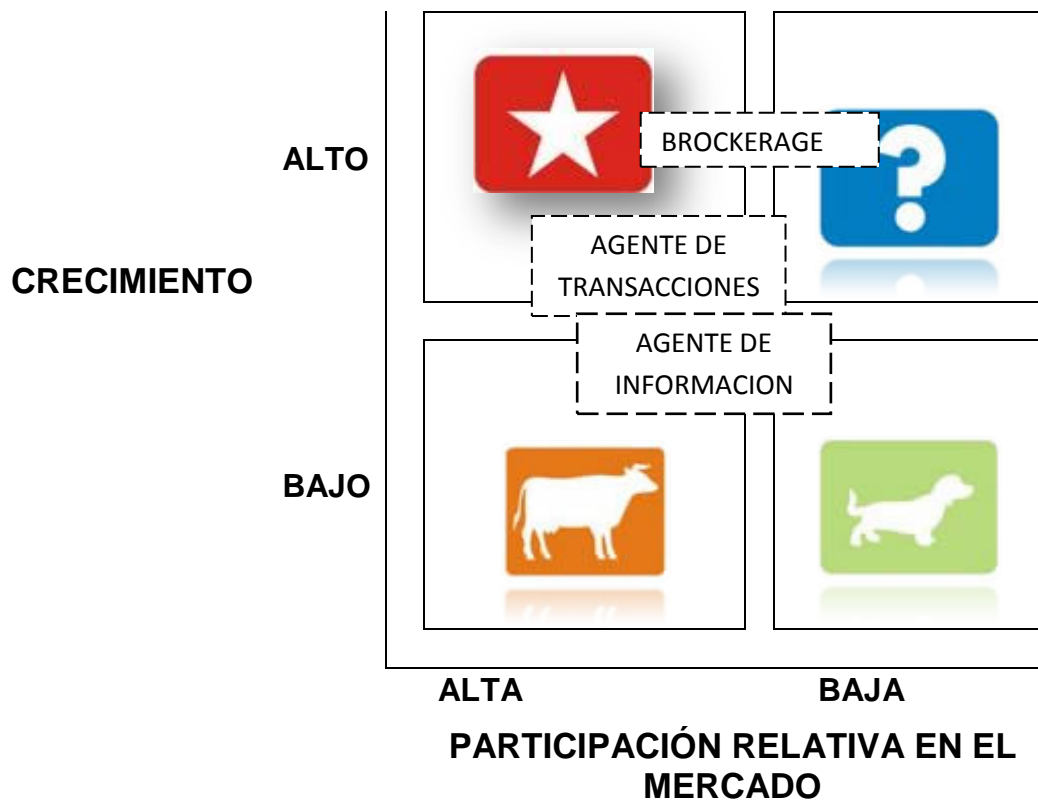 ALTO
BROCKERAGE
?
AGENTE DE
TRANSACCIONES
CRECIMIENTO
AGENTE DE
INFORMACION
BAJO
ALTA
BAJA
PARTICIPACIÓN RELATIVA EN EL
MERCADO